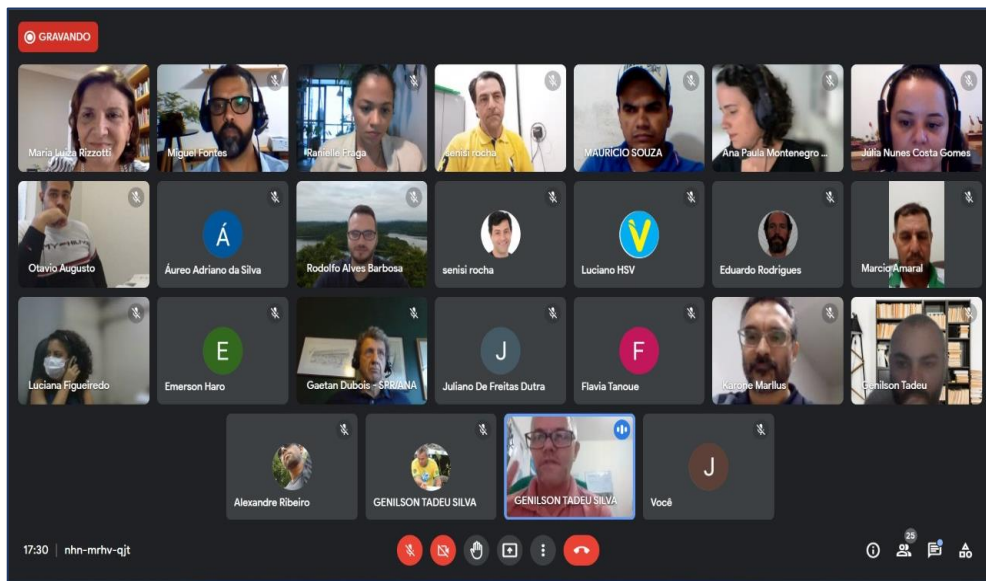 GRAVANDO
Maria Luiza Rizzotti
Miguel Fontes
Ranielle Fraga
senisi rocha
MAURICIO SOUZA
Ana Paula Montenegro ...
Júlia Nunes Costa Gomes
Otavio Augusto
Á
Áureo Adriano da Silva
Rodolfo Alves Barbosa
senisi rocha
V
Luciano HSV
Eduardo Rodrigues
Marcio Amaral
Luciana Figueiredo
E
Emerson Haro
Gaetan Dubois - SPR/ANA
J
Juliano De Freitas Dutra
F
Flavia Tanoue
Karone Marllus
Genilson Tadeu
Alexandre Ribeiro
GENILSON TADEU SILVA
GENILSON TADEU SILVA
J
Você
17:30 | nhn-mrhv-qjt
25